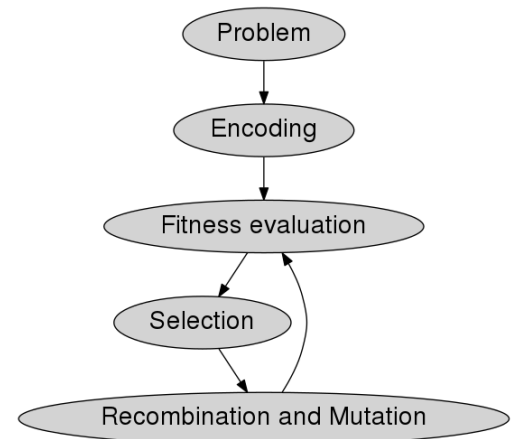 Problem
Encoding
Fitness evaluation
Selection
Recombination and Mutation